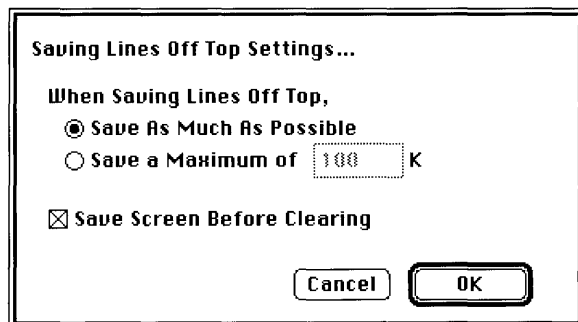 Saving Lines Off Top Settings...
When Saving Lines Off Top,
Save As Much As Possible
Save a Maximum of 100 K
Save Screen Before Clearing
Cancel OK